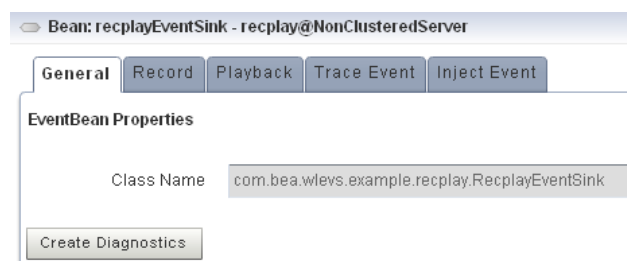 Bean: recplayEventSink - recplay@NonClusteredServer
General Record Playback Trace Event Inject Event
EventBean Properties
Class Name com.bea.wlevs.example.recplay.RecplayEventSink
Create Diagnostics